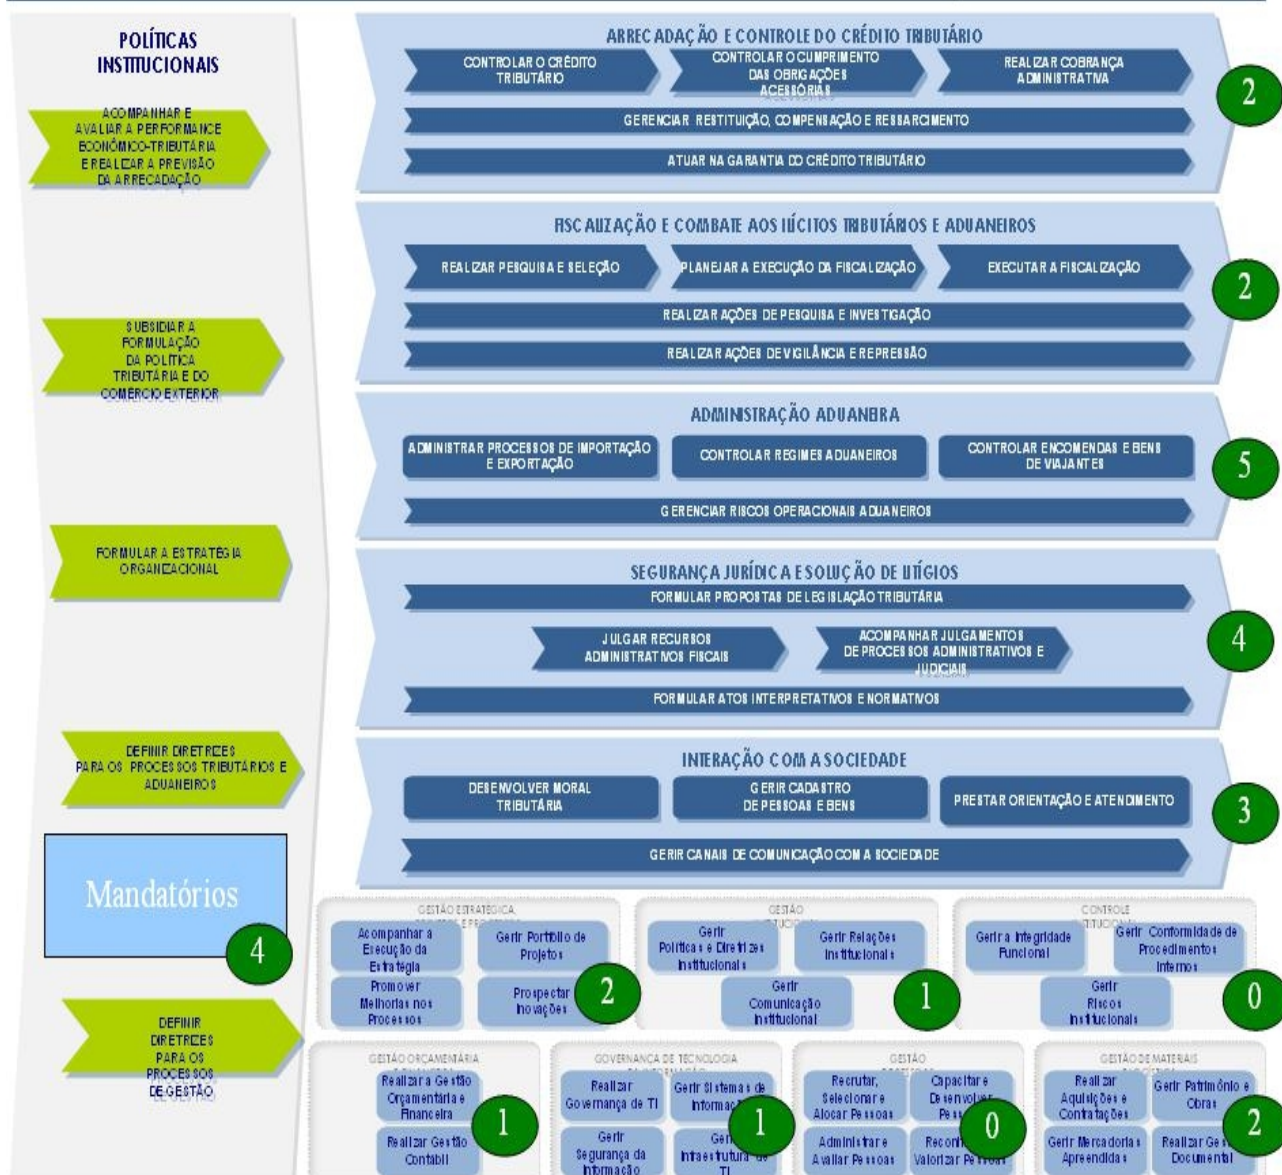 POLÍTICAS
INSTITUCIONAIS
ACOMPANHAR E
AVALIAR A PERFORMANCE
ECONÔMICO-TRIBUTÁRIA
E REALIZAR A PREVISÃO
DA ARRECADAÇÃO
SUBSIDIAR A
FORMULAÇÃO
DA POLÍTICA
TRIBUTÁRIA E DO
COMÉRCIO EXTERIOR
FORMULAR A ESTRATÉGIA
ORGANIZACIONAL
DEFINIR DIRETRIZES
PARA OS PROCESSOS TRIBUTÁRIOS E
ADUANEIROS
Mandatórios
4
DEFINIR
DIRETRIZES
PARA OS
PROCESSOS
DE GESTÃO
ARRECADAÇÃO E CONTROLE DO CRÉDITO TRIBUTÁRIO
CONTROLAR O CRÉDITO
TRIBUTÁRIO
CONTROLAR O CUMPRIMENTO
DAS OBRIGAÇÕES
ACESSÓRIAS
REALIZAR COBRANÇA
ADMINISTRATIVA
2
GERENCIAR RESTITUIÇÃO, COMPENSAÇÃO E RESSARCIMENTO
ATUAR NA GARANTIA DO CRÉDITO TRIBUTÁRIO
FISCALIZAÇÃO E COMBATE AOS ILÍCITOS TRIBUTÁRIOS E ADUANEIROS
REALIZAR PESQUISA E SELEÇÃO
PLANEJAR A EXECUÇÃO DA FISCALIZAÇÃO
EXECUTAR A FISCALIZAÇÃO
2
REALIZAR AÇÕES DE PESQUISA E INVESTIGAÇÃO
REALIZAR AÇÕES DE VIGILÂNCIA E REPRESSÃO
ADMINISTRAÇÃO ADUANEIRA
ADMINISTRAR PROCESSOS DE IMPORTAÇÃO
E EXPORTAÇÃO
CONTROLAR REGIMES ADUANEIROS
CONTROLAR ENCOMENDAS E BENS
DE VIAJANTES
5
GERENCIAR RISCOS OPERACIONAIS ADUANEIROS
SEGURANÇA JURÍDICA E SOLUÇÃO DE LITÍGIOS
FORMULAR PROPOSTAS DE LEGISLAÇÃO TRIBUTÁRIA
JULGAR RECURSOS
ADMINISTRATIVOS FISCAIS
ACOMPANHAR JULGAMENTOS
DE PROCESSOS ADMINISTRATIVOS E
JUDICIAIS
4
FORMULAR ATOS INTERPRETATIVOS E NORMATIVOS
INTERAÇÃO COM A SOCIEDADE
DESENVOLVER MORAL
TRIBUTÁRIA
GERIR CADASTRO
DE PESSOAS E BENS
PRESTAR ORIENTAÇÃO E ATENDIMENTO
3
GERIR CANAIS DE COMUNICAÇÃO COM A SOCIEDADE
GESTÃO ESTRATÉGICA,
Acompanhar a
Execução da
Estratégia
Gerir Portfólio de
Projetos
Promover
Melhorias nos
Processos
Prospectar
Inovações
2
GESTÃO
Gerir
Políticas e Diretrizes
Institucionais
Gerir Relações
Institucionais
Gerir
Comunicação
Institucional
1
CONTROLE
Gerir a Integridade
Funcional
Gerir Conformidade de
Procedimentos
Internos
Gerir
Riscos
Institucionais
0
GESTÃO ORÇAMENTÁRIA
Realizar a Gestão
Orçamentária e
Financeira
Realizar Gestão
Contábil
1
GOVERNANÇA DE TECNOLOGIA
Realizar
Governança de TI
Gerir Sistemas de
Gerir
Segurança da
Informação
Infraestrutura de
TI
1
GESTÃO
Recrutar,
Selecionar e
Alocar Pessoas
Capacitar e
Desenvolver
Administrar e
Avaliar Pessoas
Valorizar Pessoas
0
GESTÃO DE MATERIAIS
Realizar
Aquisições e
Contratações
Gerir Patrimônio e
Obras
Gerir Mercadorias
Apreendidas
Realizar Gestão
Documental
2